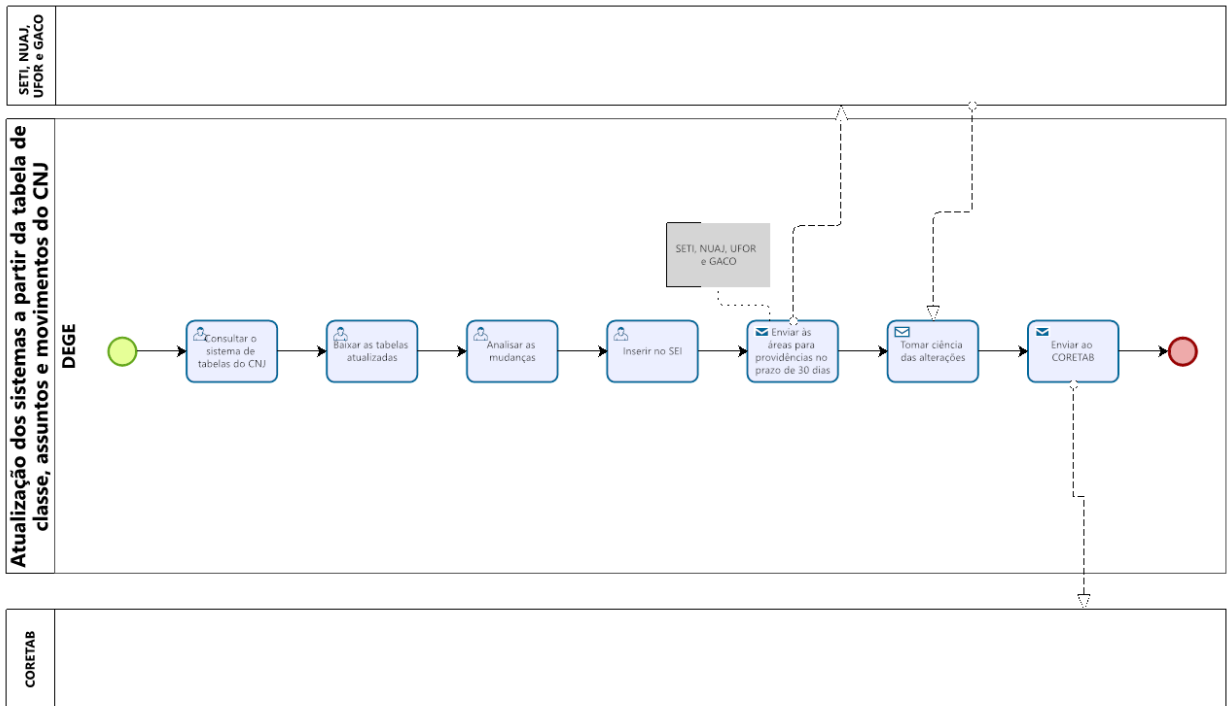 SETI, NUAJ,
UFOR e GACO
Atualização dos sistemas a partir da tabela de
classe, assuntos e movimentos do CNJ
DEGE
SETI, NUAJ, UFOR
e GACO
Consultar o
sistema de
tabelas do CNJ
Baixar as tabelas
atualizadas
Analisar as
mudanças
Inserir no SEI
Enviar às
áreas para
providências no
prazo de 30 dias
Tomar ciência
das alterações
Enviar ao
CORETAB
CORETAB